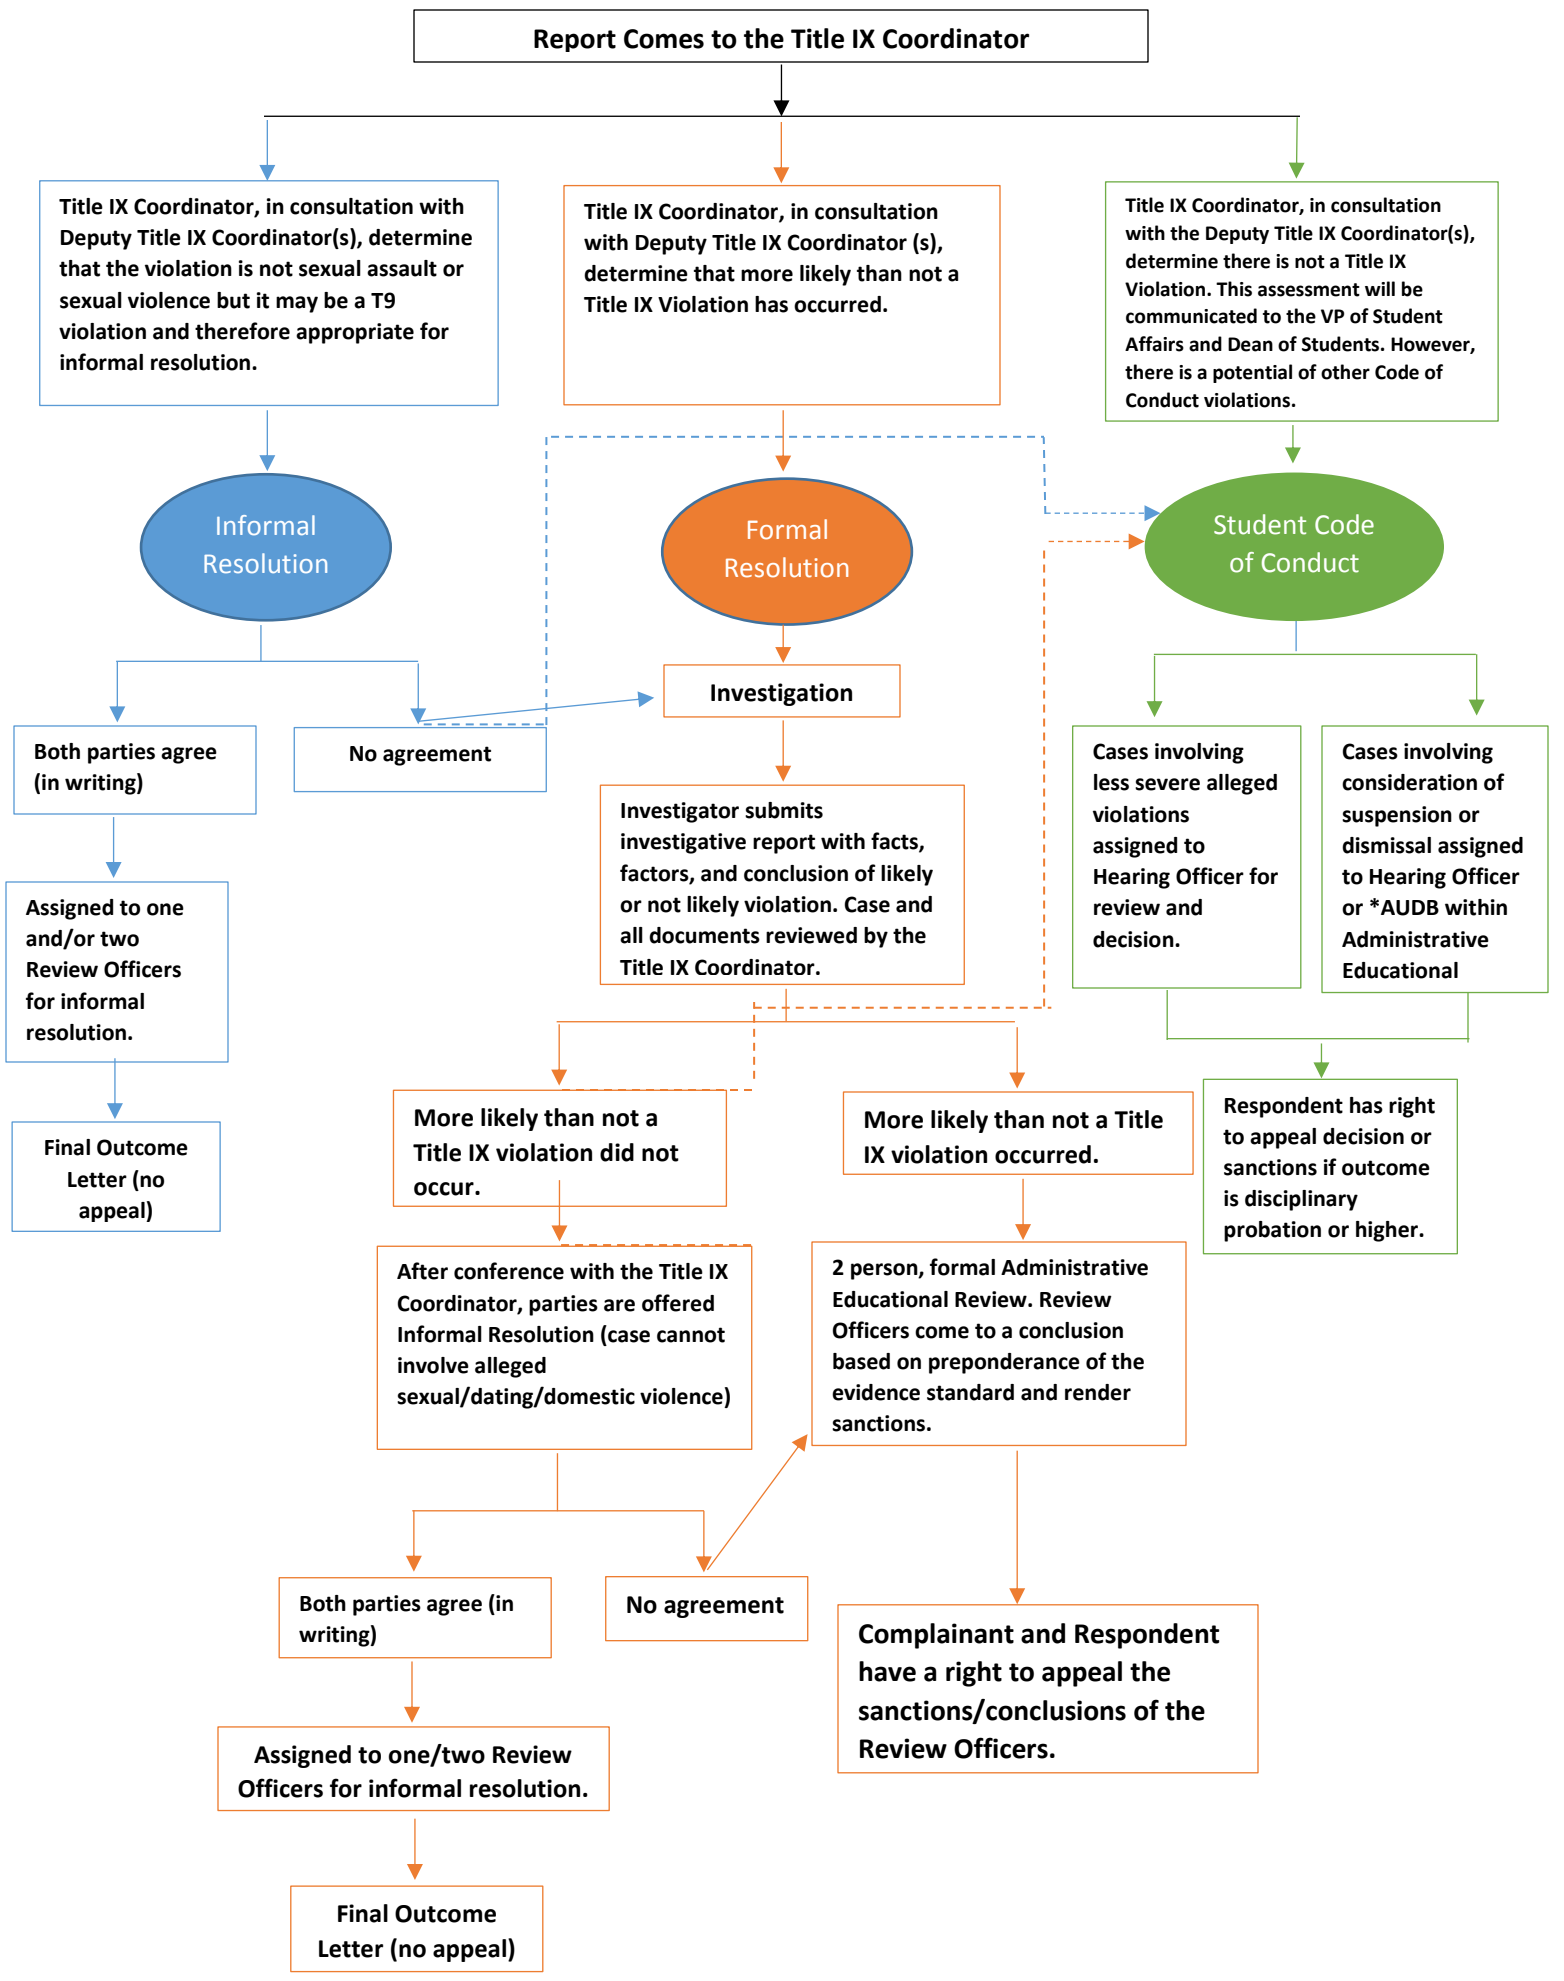 Report Comes to the Title IX Coordinator
Title IX Coordinator, in consultation with
Deputy Title IX Coordinator(s), determine
that the violation is not sexual assault or
sexual violence but it may be a T9
violation and therefore appropriate for
informal resolution.
Title IX Coordinator, in consultation
with Deputy Title IX Coordinator (s),
determine that more likely than not a
Title IX Violation has occurred.
Title IX Coordinator, in consultation
with the Deputy Title IX Coordinator(s),
determine there is not a Title IX
Violation. This assessment will be
communicated to the VP of Student
Affairs and Dean of Students. However,
there is a potential of other Code of
Conduct violations.
Informal
Resolution
Formal
Resolution
Student Code
of Conduct
Investigation
Both parties agree
(in writing)
No agreement
Cases involving
less severe alleged
violations
assigned to
Hearing Officer for
review and
decision.
Cases involving
consideration of
suspension or
dismissal assigned
to Hearing Officer
or *AUDB within
Administrative
Educational
Investigator submits
investigative report with facts,
factors, and conclusion of likely
or not likely violation. Case and
all documents reviewed by the
Title IX Coordinator.
Assigned to one
and/or two
Review Officers
for informal
resolution.
Final Outcome
Letter (no
appeal)
More likely than not a
Title IX violation did not
occur.
More likely than not a Title
IX violation occurred.
Respondent has right
to appeal decision or
sanctions if outcome
is disciplinary
probation or higher.
After conference with the Title IX
Coordinator, parties are offered
Informal Resolution (case cannot
involve alleged
sexual/dating/domestic violence)
2 person, formal Administrative
Educational Review. Review
Officers come to a conclusion
based on preponderance of the
evidence standard and render
sanctions.
Both parties agree (in
writing)
No agreement
Complainant and Respondent
have a right to appeal the
sanctions/conclusions of the
Review Officers.
Assigned to one/two Review
Officers for informal resolution.
Final Outcome
Letter (no appeal)